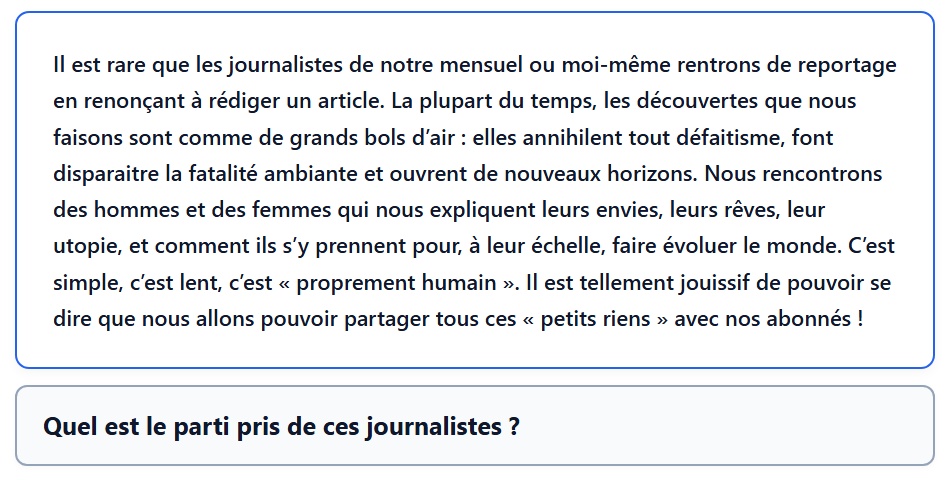 Il est rare que les journalistes de notre mensuel ou moi-même rentrons de reportage
en renonçant à rédiger un article. La plupart du temps, les découvertes que nous
faisons sont comme de grands bols d’air : elles annihilent tout défaitisme, font
disparaitre la fatalité ambiante et ouvrent de nouveaux horizons. Nous rencontrons
des hommes et des femmes qui nous expliquent leurs envies, leurs rêves, leur
utopie, et comment ils s’y prennent pour, à leur échelle, faire évoluer le monde. C’est
simple, c’est lent, c’est « proprement humain ». Il est tellement jouissif de pouvoir se
dire que nous allons pouvoir partager tous ces « petits riens » avec nos abonnés !
Quel est le parti pris de ces journalistes ?